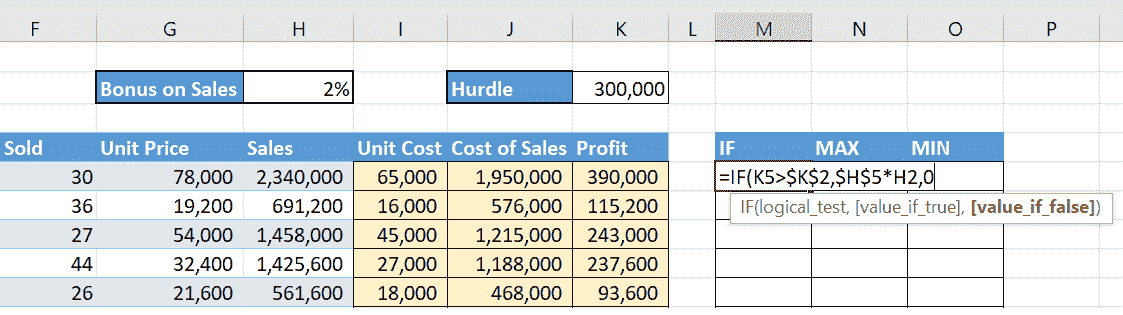 F G H I J K L M N O P
Bonus on Sales 2% Hurdle 300,000
Sold Unit Price Sales Unit Cost Cost of Sales Profit IF MAX MIN
30 78,000 2,340,000 65,000 1,950,000 390,000 =IF(K5>$K$2,$H$5*H2,0
36 19,200 691,200 16,000 576,000 115,200 IF(logical_test, [value_if_true], [value_if_false])
27 54,000 1,458,000 45,000 1,215,000 243,000
44 32,400 1,425,600 27,000 1,188,000 237,600
26 21,600 561,600 18,000 468,000 93,600